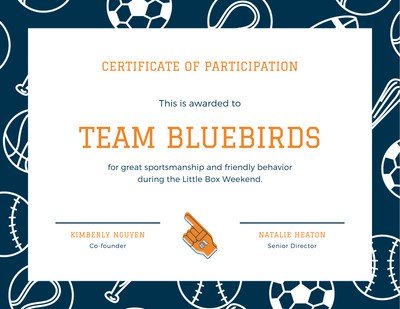 CERTIFICATE OF PARTICIPATION
This is awarded to
TEAM BLUEBIRDS
for great sportsmanship and friendly behavior
during the Little Box Weekend.
KIMBERLY NGUYEN
Co-founder
NATALIE HEATON
Senior Director